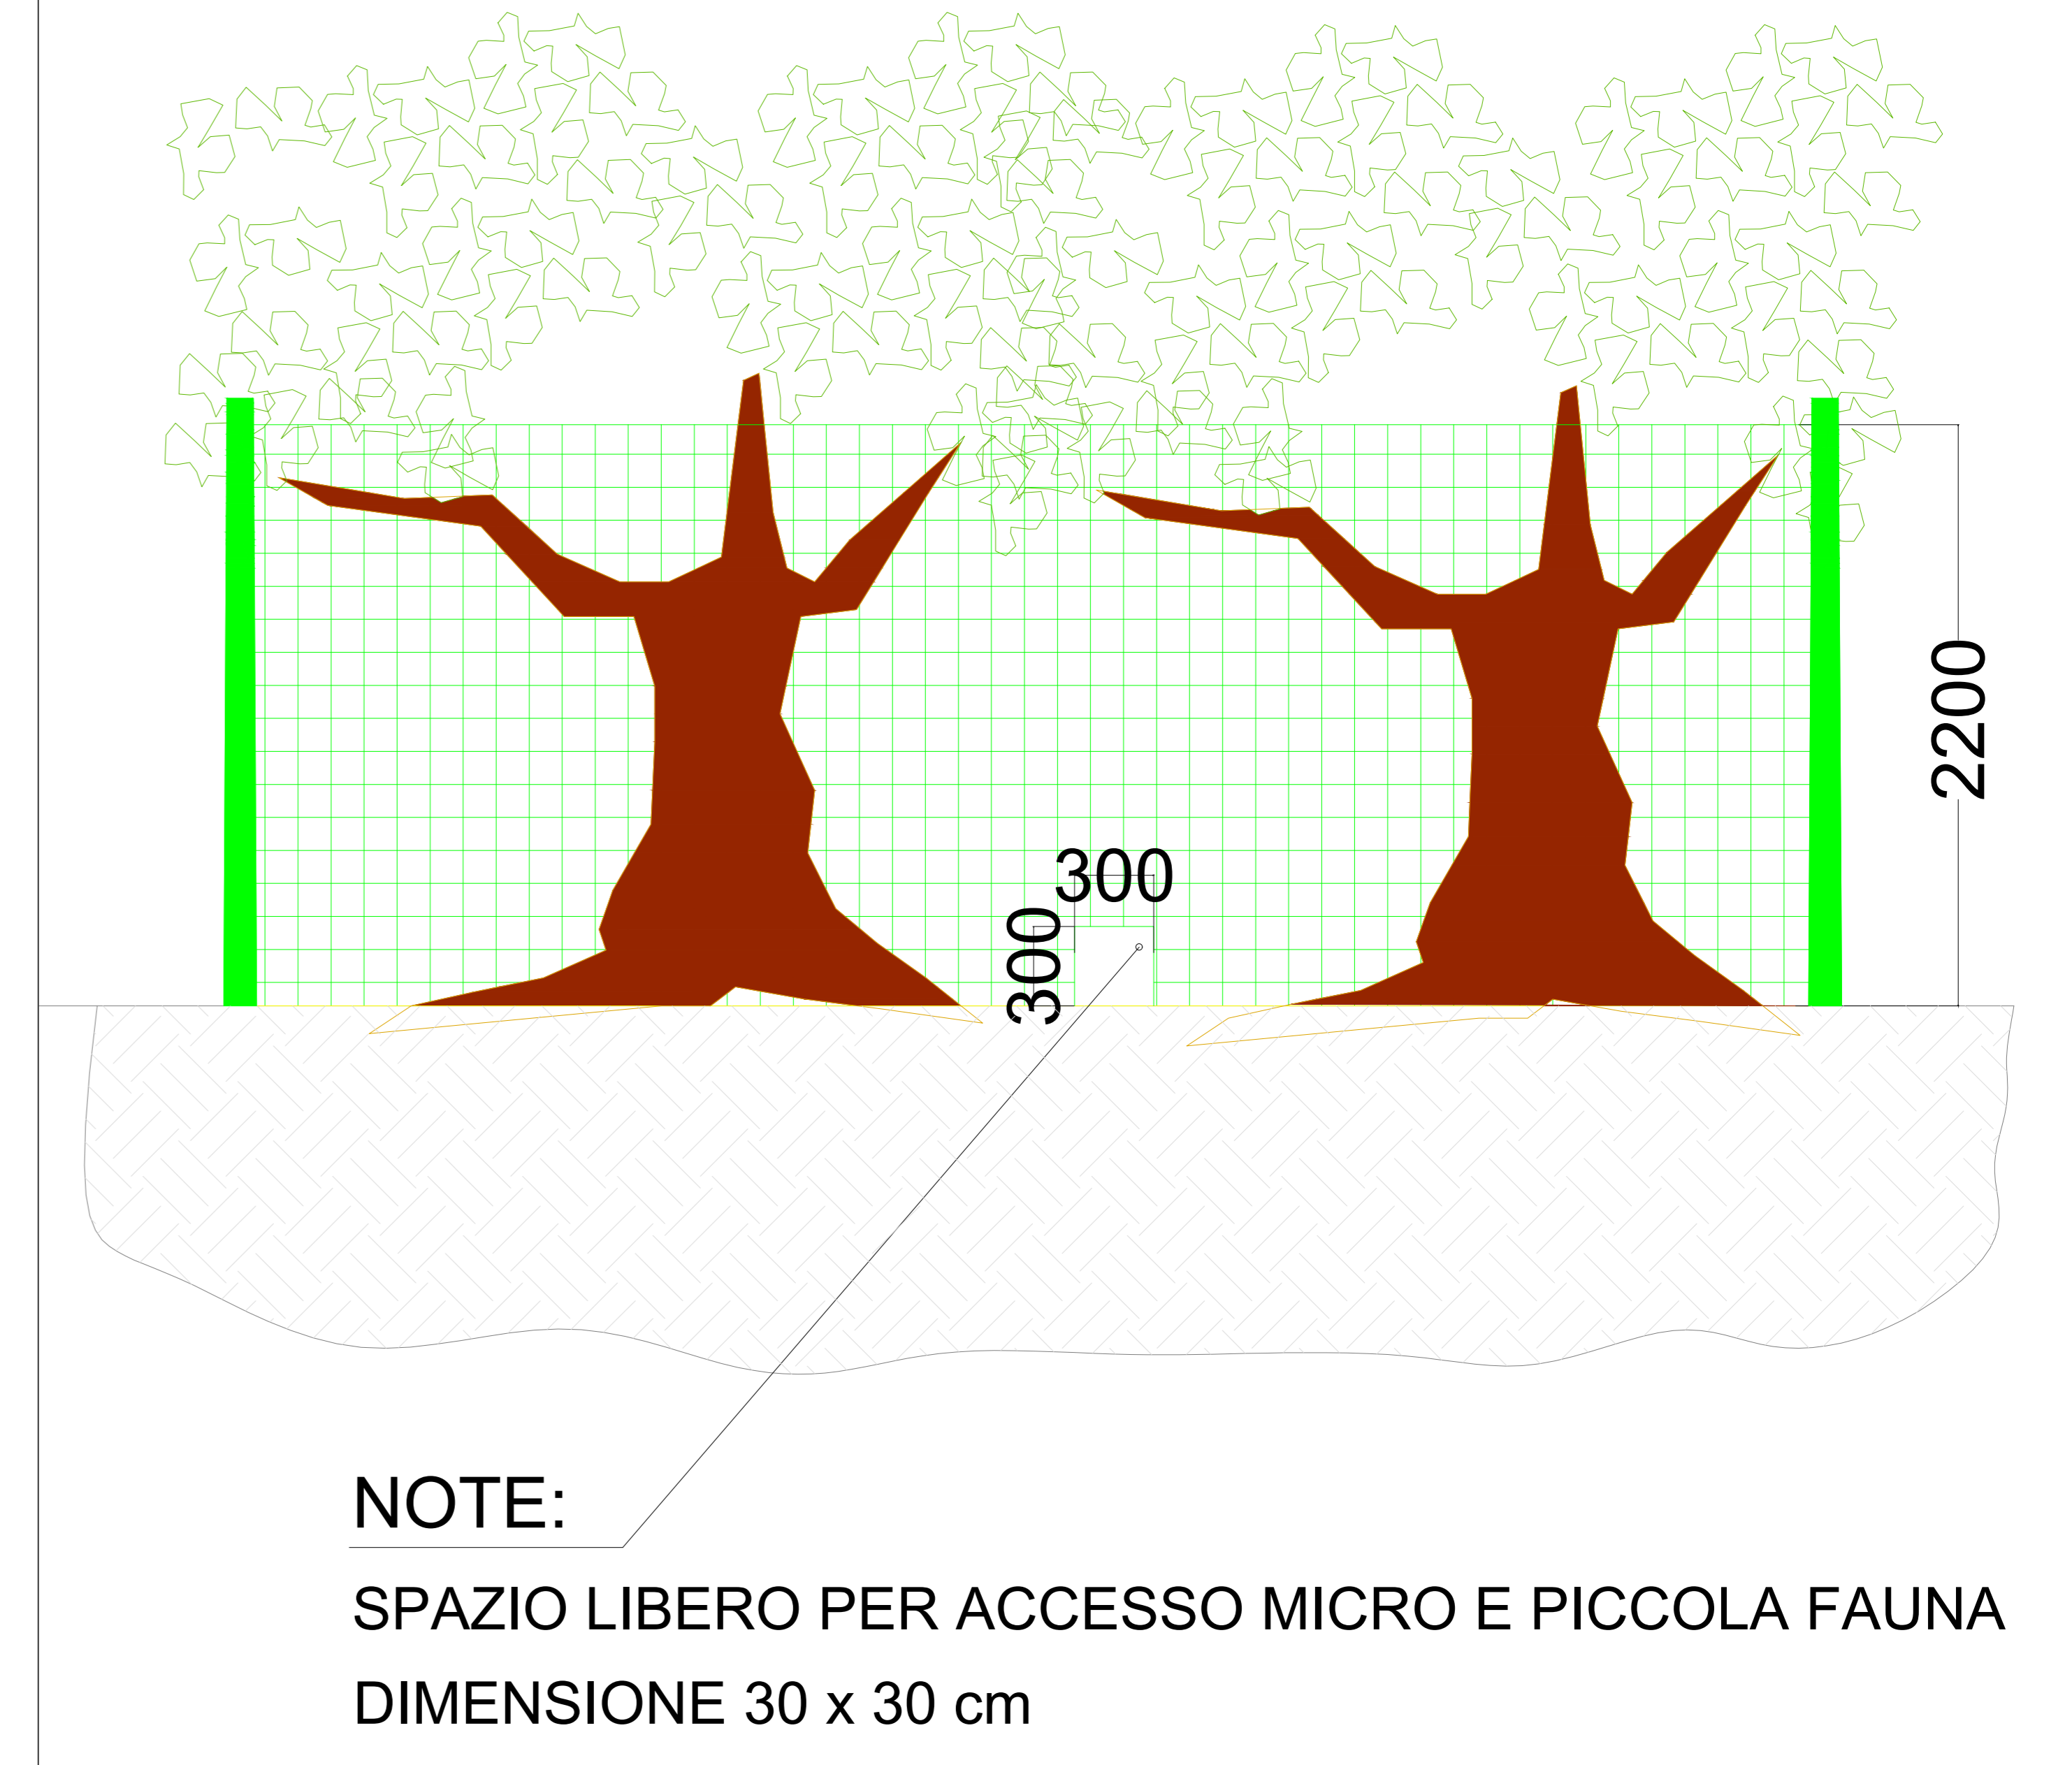 2200
300
300
NOTE:
SPAZIO LIBERO PER ACCESSO MICRO E PICCOLA FAUNA
DIMENSIONE 30 x 30 cm